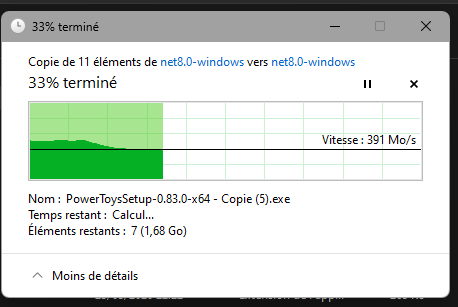 33% terminé
Copie de 11 éléments de net8.0-windows vers net8.0-windows
33% terminé
Vitesse : 391 Mo/s
Nom : PowerToysSetup-0.83.0-x64 - Copie (5).exe
Temps restant : Calcul...
Éléments restants : 7 (1,68 Go)
Moins de détails